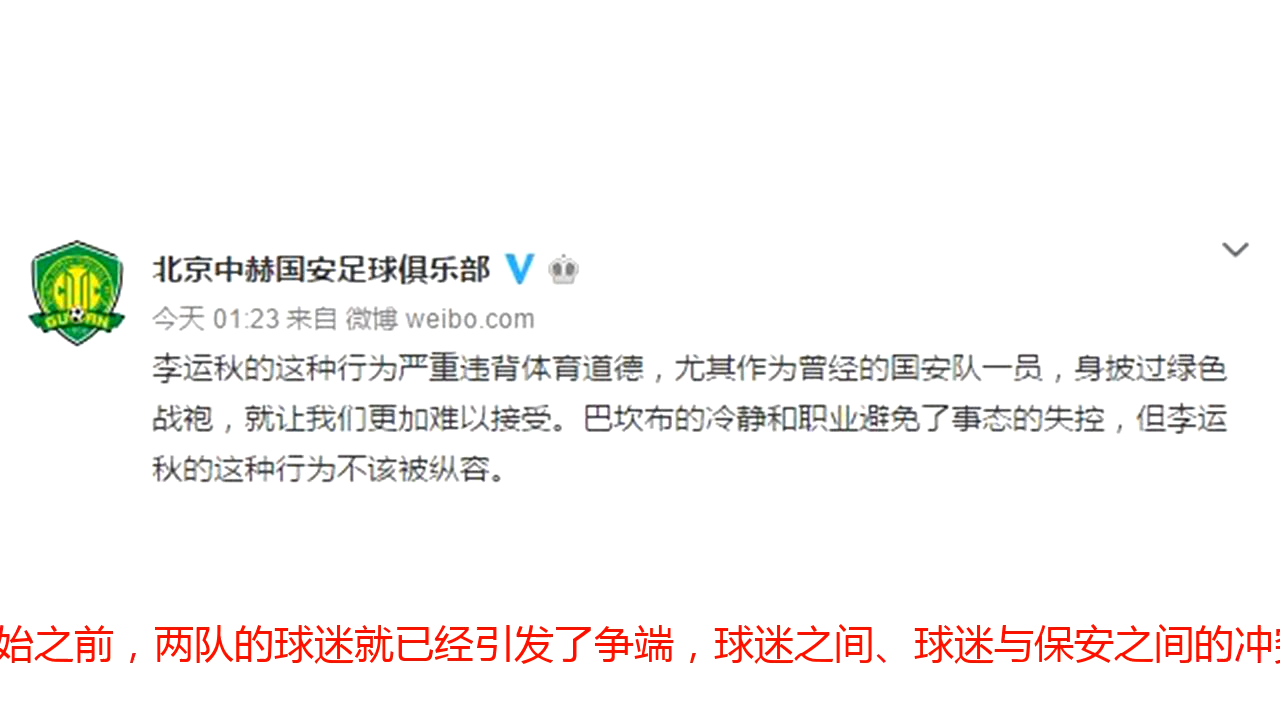 北京中赫国安足球俱乐部
今天 01:23 来自 微博 weibo.com
李运秋的这种行为严重违背体育道德，尤其作为曾经的国安队一员，身披过绿色
战袍，就让我们更加难以接受。巴坎布的冷静和职业避免了事态的失控，但李运
秋的这种行为不该被纵容。
GUOAN
始之前，两队的球迷就已经引发了争端，球迷之间、球迷与保安之间的冲突